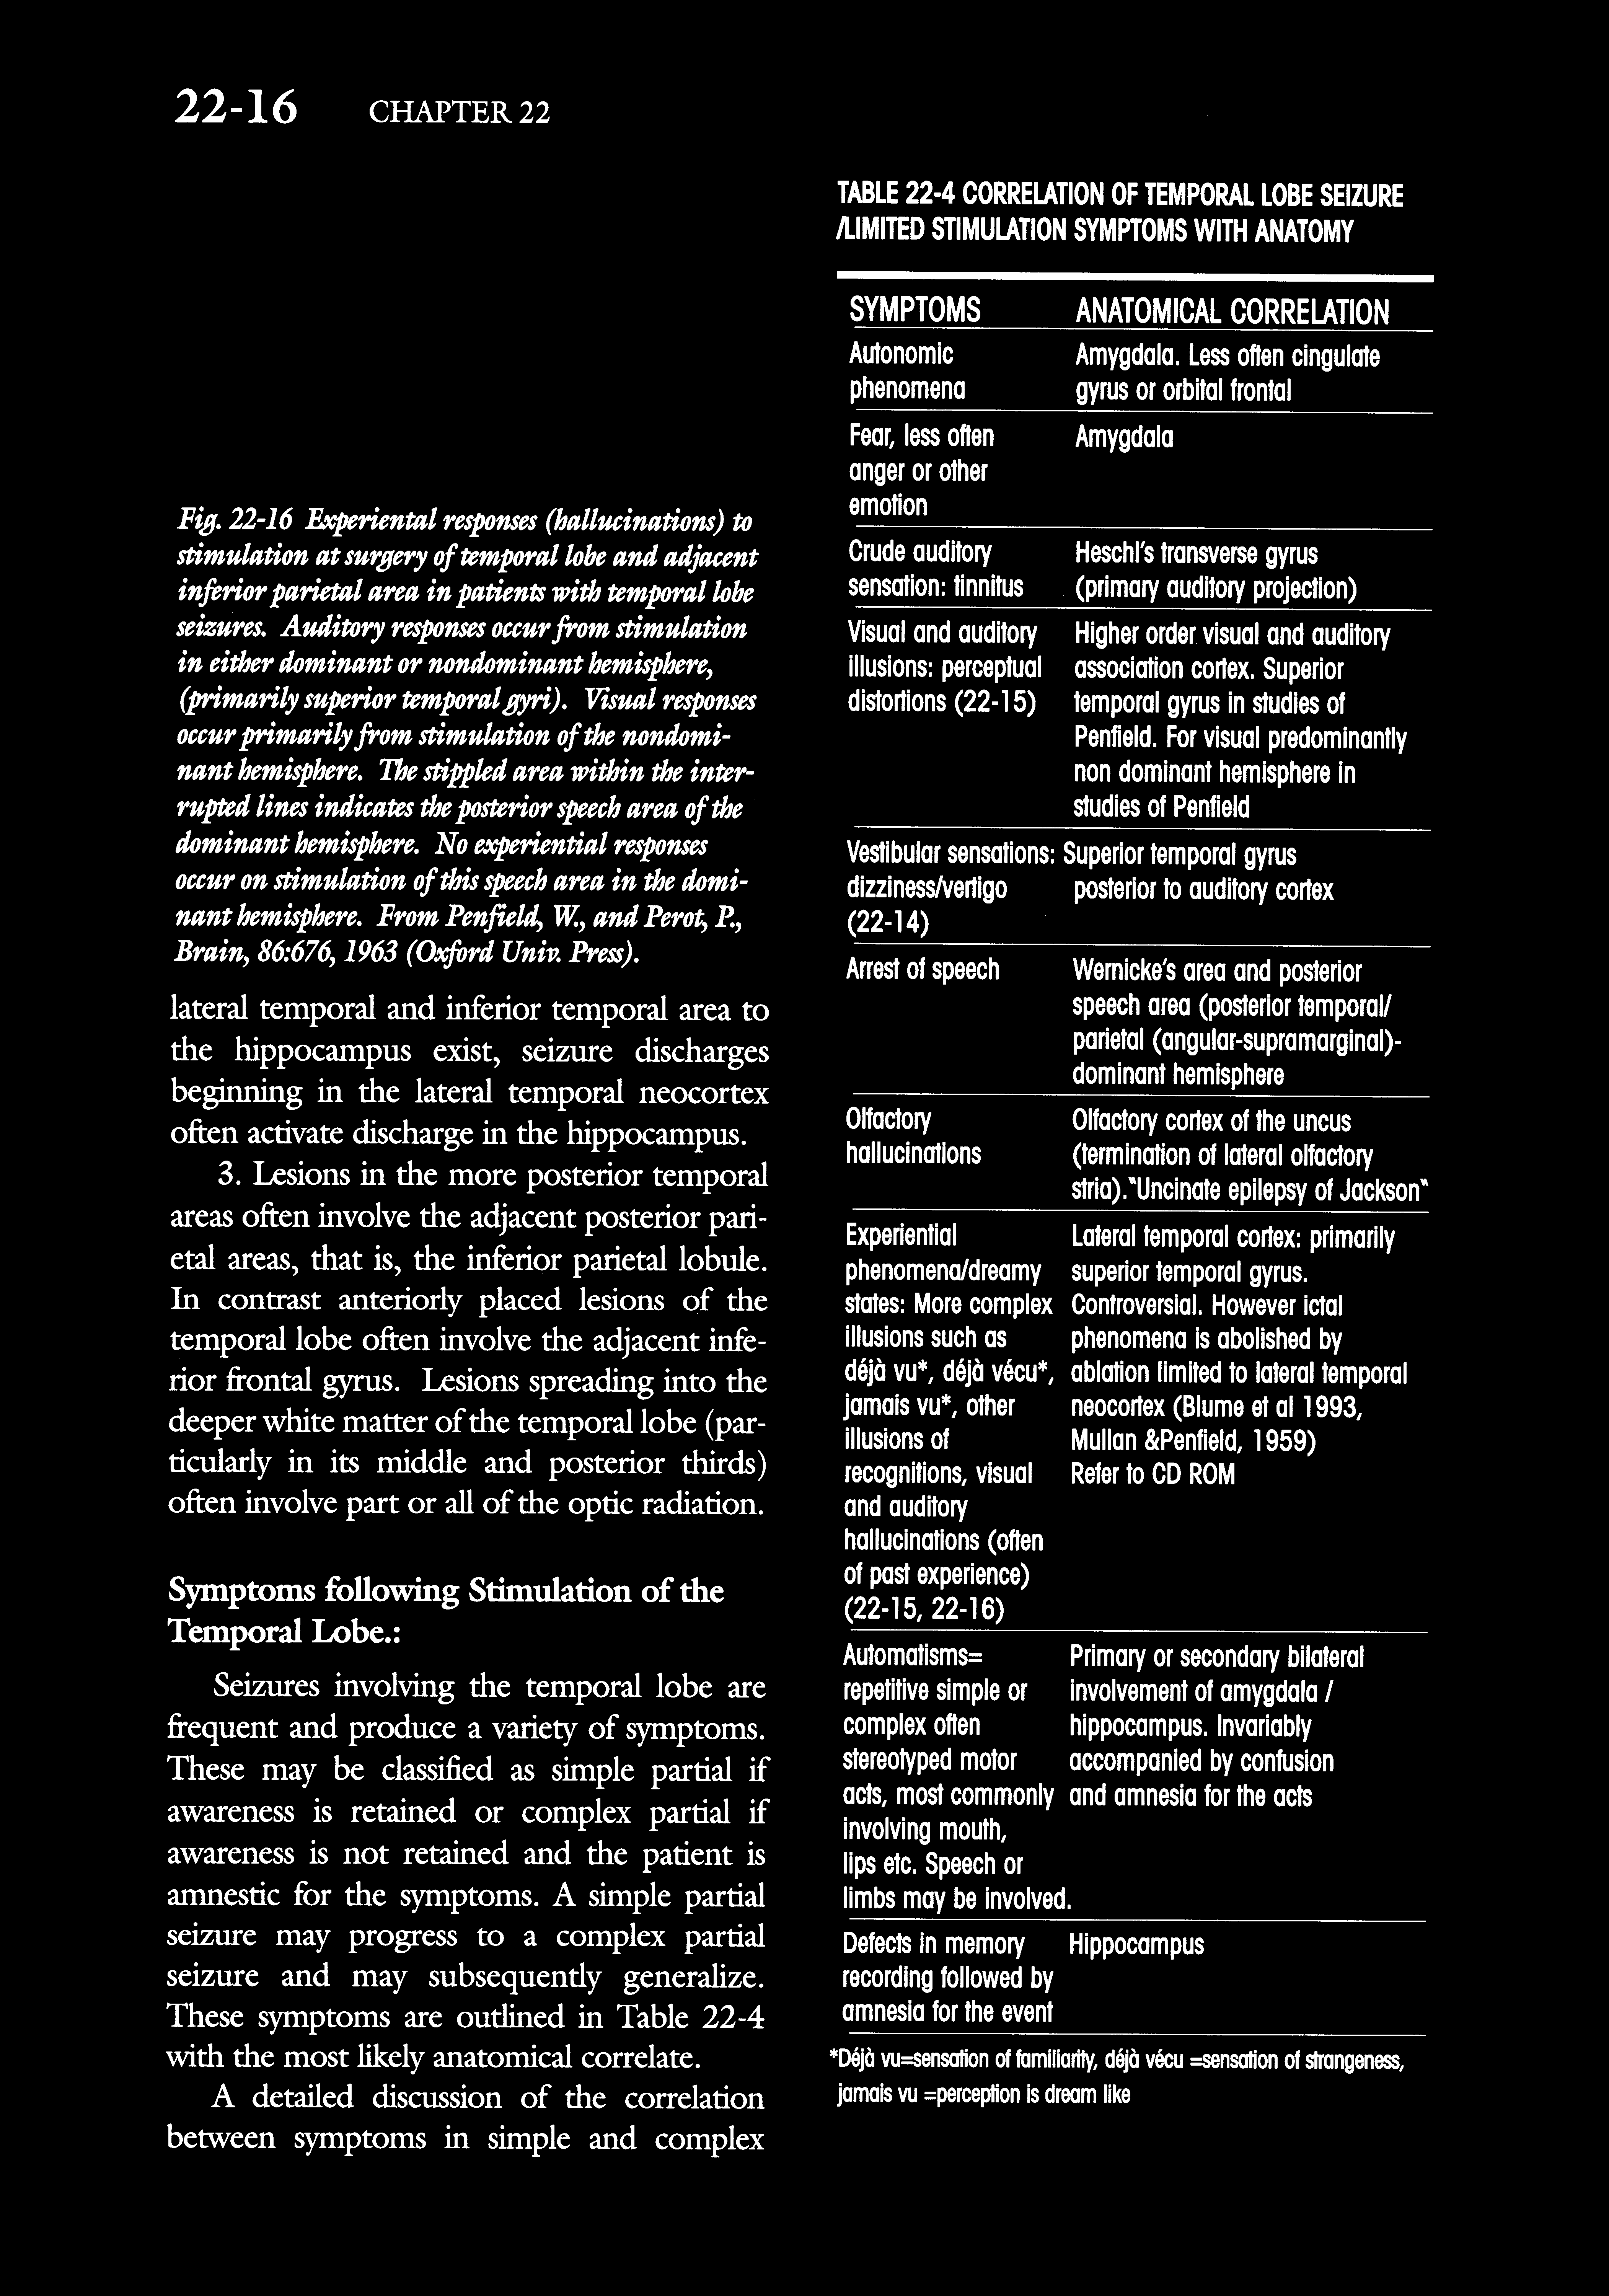 22-16 CHAPTER 22
Fig. 22-16 Experiental responses (hallucinations) to
stimulation at surgery of temporal lobe and adjacent
inferior parietal area in patients with temporal lobe
seizures. Auditory responses occur from stimulation
in either dominant or nondominant hemisphere,
(primarily superior temporal gyri). Visual responses
occur primarily from stimulation of the nondomi-
nant hemisphere. The stippled area within the inter-
rupted lines indicates the posterior speech area of the
dominant hemisphere. No experiential responses
occur on stimulation of this speech area in the domi-
nant hemisphere. From Penfield, W., and Perot, P.,
Brain, 86:676, 1963 (Oxford Univ. Press).
lateral temporal and inferior temporal area to
the hippocampus exist, seizure discharges
beginning in the lateral temporal neocortex
often activate discharge in the hippocampus.
3. Lesions in the more posterior temporal
areas often involve the adjacent posterior pari-
etal areas, that is, the inferior parietal lobule.
In contrast anteriorly placed lesions of the
temporal lobe often involve the adjacent infe-
rior frontal gyrus. Lesions spreading into the
deeper white matter of the temporal lobe (par-
ticularly in its middle and posterior thirds)
often involve part or all of the optic radiation.
Symptoms following Stimulation of the
Temporal Lobe.:
Seizures involving the temporal lobe are
frequent and produce a variety of symptoms.
These may be classified as simple partial if
awareness is retained or complex partial if
awareness is not retained and the patient is
amnestic for the symptoms. A simple partial
seizure may progress to a complex partial
seizure and may subsequently generalize.
These symptoms are outlined in Table 22-4
with the most likely anatomical correlate.
A detailed discussion of the correlation
between symptoms in simple and complex
TABLE 22-4 CORRELATION OF TEMPORAL LOBE SEIZURE
/LIMITED STIMULATION SYMPTOMS WITH ANATOMY
SYMPTOMS ANATOMICAL CORRELATION
Autonomic Amygdala. Less often cingulate
phenomena gyrus or orbital frontal
Fear, less often Amygdala
anger or other
emotion
Crude auditory Heschl's transverse gyrus
sensation: tinnitus (primary auditory projection)
Visual and auditory Higher order visual and auditory
illusions: perceptual association cortex. Superior
distortions (22-15) temporal gyrus in studies of
Penfield. For visual predominantly
non dominant hemisphere in
studies of Penfield
Vestibular sensations: Superior temporal gyrus
dizziness/vertigo posterior to auditory cortex
(22-14)
Arrest of speech Wernicke's area and posterior
speech area (posterior temporal/
parietal (angular-supramarginal)-
dominant hemisphere
Olfactory Olfactory cortex of the uncus
hallucinations (termination of lateral olfactory
stria)."Uncinate epilepsy of Jackson"
Experiential Lateral temporal cortex: primarily
phenomena/dreamy superior temporal gyrus.
states: More complex Controversial. However ictal
illusions such as phenomena is abolished by
déjà vu*, déjà vécu*, ablation limited to lateral temporal
jamais vu*, other neocortex (Blume et al 1993,
illusions of Mullan &Penfield, 1959)
recognitions, visual Refer to CD ROM
and auditory
hallucinations (often
of past experience)
(22-15, 22-16)
Automatisms= Primary or secondary bilateral
repetitive simple or involvement of amygdala /
complex often hippocampus. Invariably
stereotyped motor accompanied by confusion
acts, most commonly and amnesia for the acts
involving mouth,
lips etc. Speech or
limbs may be involved.
Defects in memory Hippocampus
recording followed by
amnesia for the event
*Déjà vu=sensation of familiarity, déjà vécu =sensation of strangeness,
jamais vu =perception is dream like